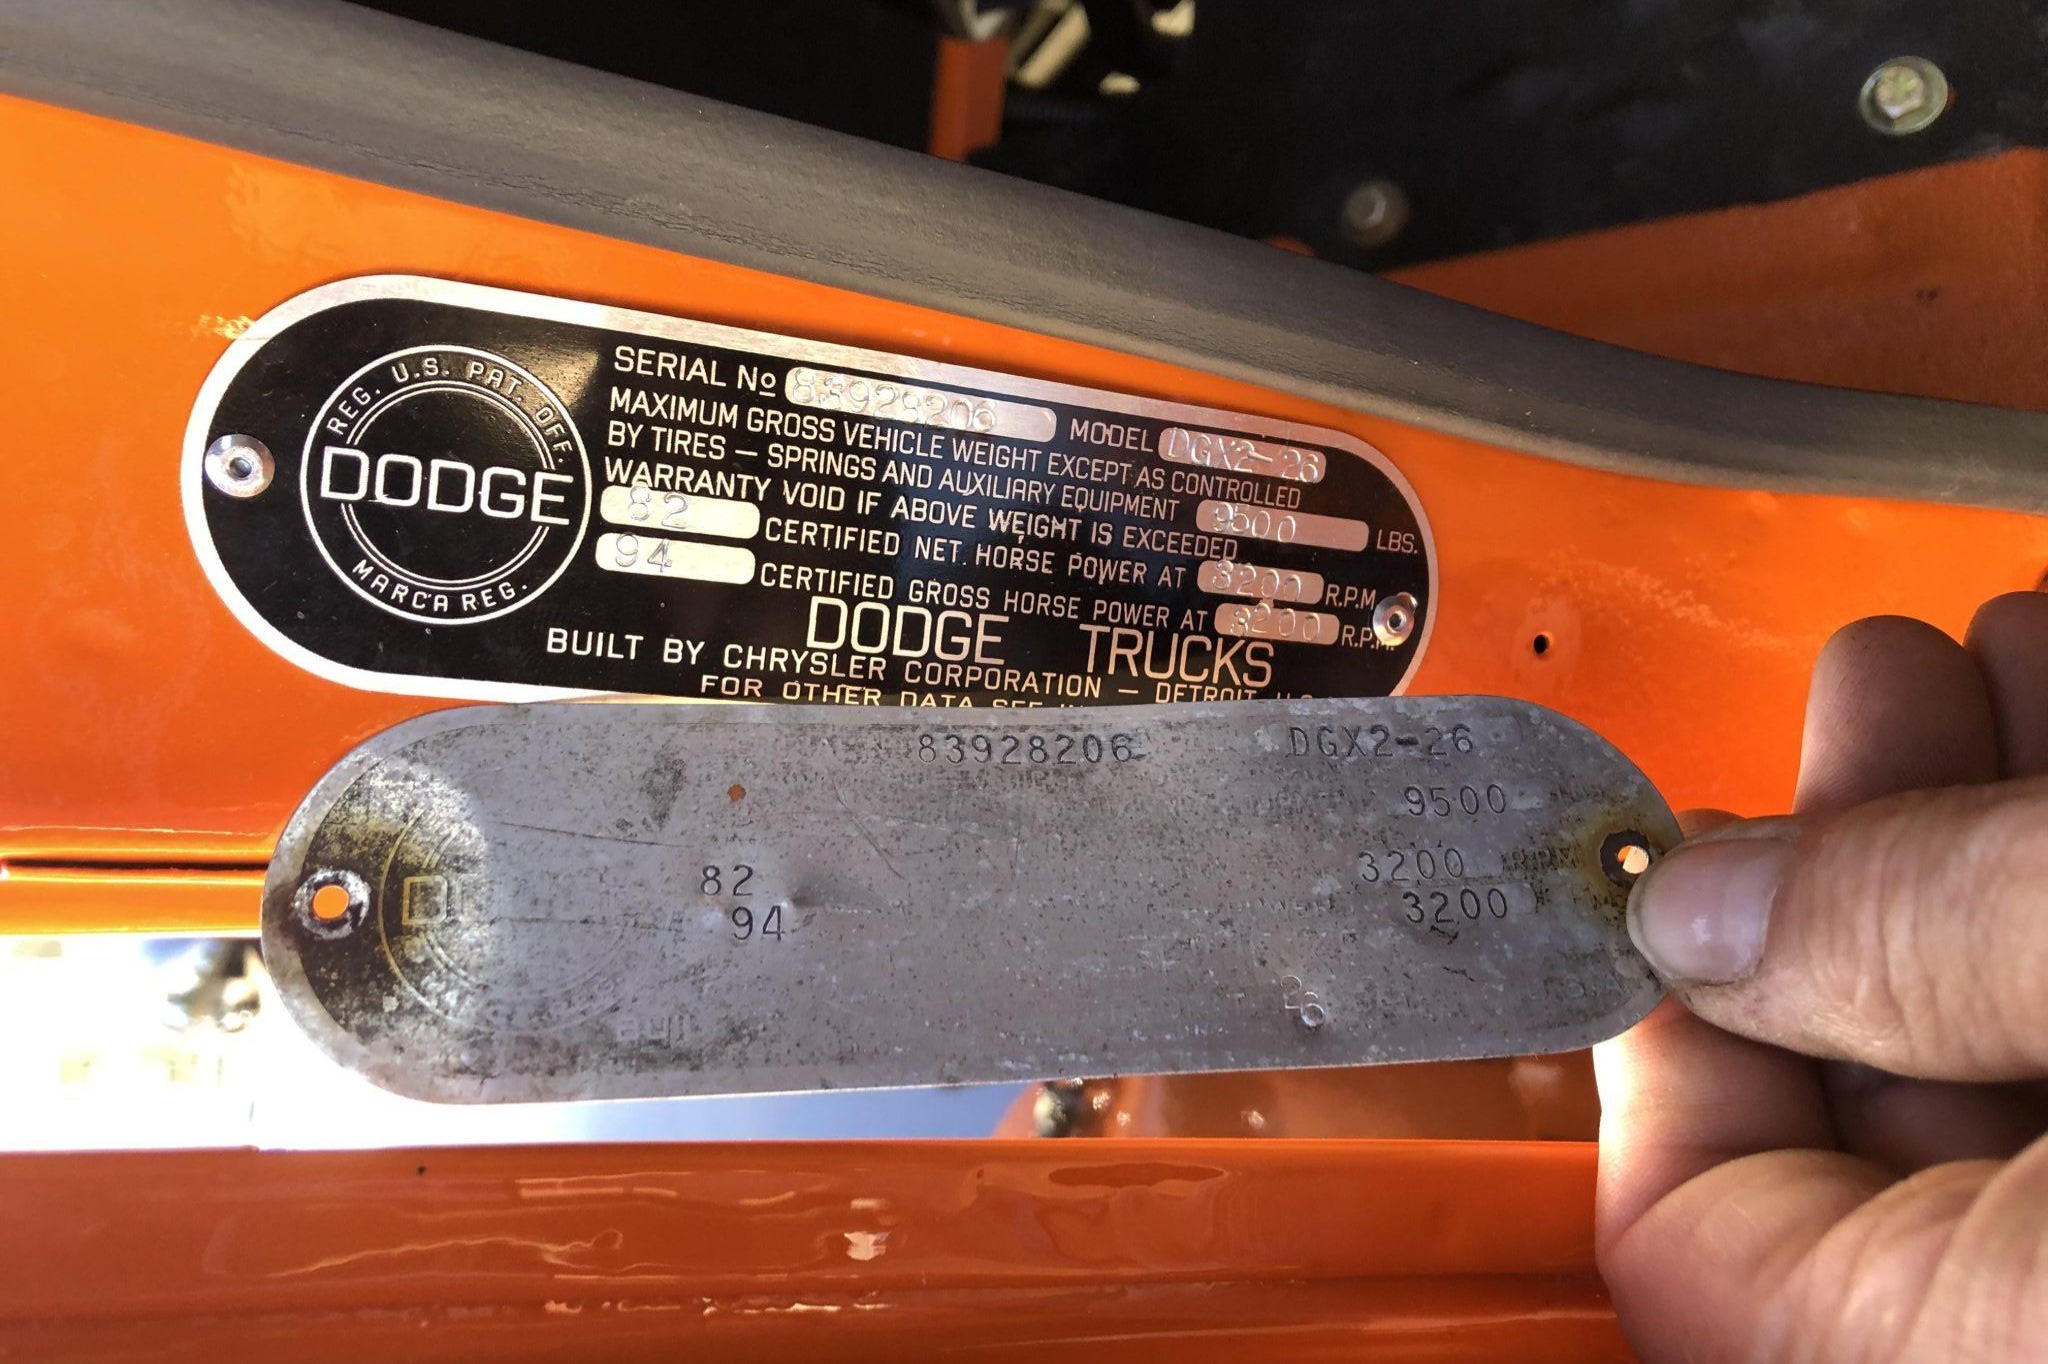 REG. U.S. PAT. OFF.
DODGE
MARCA REG.
SERIAL No 83928206 MODEL DGX2-26
MAXIMUM GROSS VEHICLE WEIGHT EXCEPT AS CONTROLLED
BY TIRES — SPRINGS AND AUXILIARY EQUIPMENT 9500 LBS.
WARRANTY VOID IF ABOVE WEIGHT IS EXCEEDED
82 CERTIFIED NET HORSE POWER AT 3200 R.P.M.
94 CERTIFIED GROSS HORSE POWER AT 3200 R.P.M.
DODGE TRUCKS
BUILT BY CHRYSLER CORPORATION — DETROIT
FOR OTHER DATA SEE
83928206 DGX2-26
9500
82 3200 RPM
94 3200
26